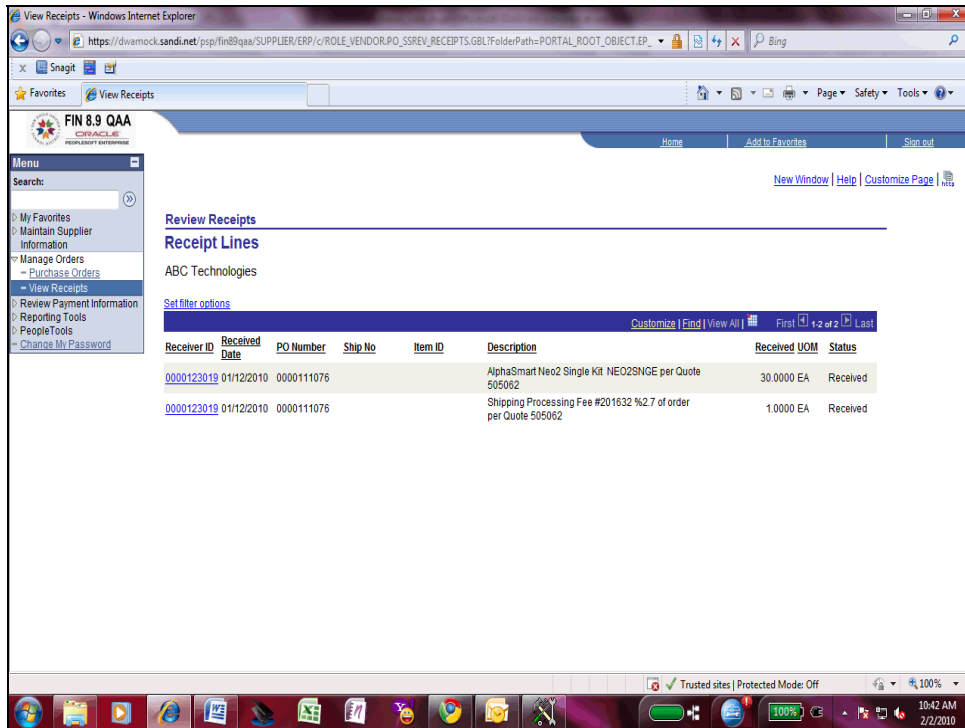 View Receipts - Windows Internet Explorer
https://dwarnock.sandi.net/psp/fin89qaa/SUPPLIER/ERP/c/ROLE_VENDOR.PO_SSREV_RECEIPTS.GBL?FolderPath=PORTAL_ROOT_OBJECT.EP_
Bing
x Snagit
Favorites View Receipts Page Safety Tools
FIN 8.9 QAA
ORACLE
PEOPLESOFT ENTERPRISE
Home Add to Favorites Sign out
Menu
New Window | Help | Customize Page | http
Search:
My Favorites
Maintain Supplier
Information
Manage Orders
Purchase Orders
View Receipts
Review Payment Information
Reporting Tools
PeopleTools
Change My Password
Review Receipts
Receipt Lines
ABC Technologies
Set filter options
Customize | Find | View All | First 1-2 of 2 Last
Receiver ID Received Date PO Number Ship No Item ID Description Received UOM Status
0000123019 01/12/2010 0000111076 AlphaSmart Neo2 Single Kit NEO2SNGE per Quote 30.0000 EA Received
505062
0000123019 01/12/2010 0000111076 Shipping Processing Fee #201632 %2.7 of order 1.0000 EA Received
per Quote 505062
Trusted sites | Protected Mode: Off 100%
100% 10:42 AM
2/2/2010